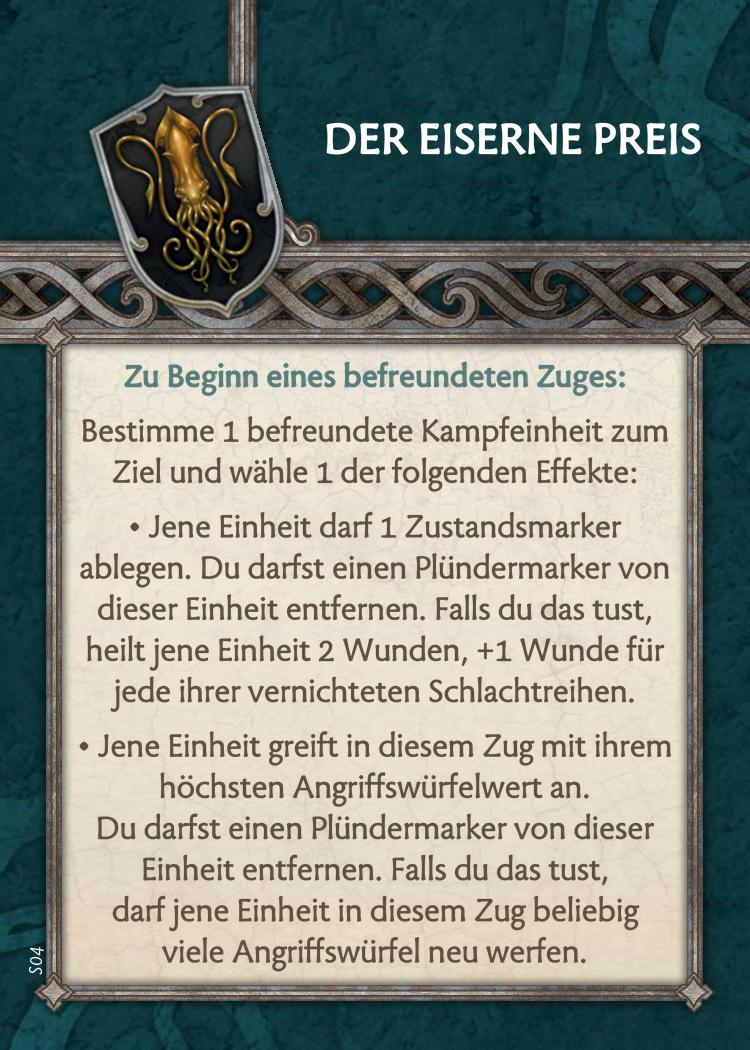 DER EISERNE PREIS
Zu Beginn eines befreundeten Zuges:
Bestimme 1 befreundete Kampfeinheit zum
Ziel und wähle 1 der folgenden Effekte:
• Jene Einheit darf 1 Zustandsmarker
ablegen. Du darfst einen Plündermarker von
dieser Einheit entfernen. Falls du das tust,
heilt jene Einheit 2 Wunden, +1 Wunde für
jede ihrer vernichteten Schlachtreihen.
• Jene Einheit greift in diesem Zug mit ihrem
höchsten Angriffswürfelwert an.
Du darfst einen Plündermarker von dieser
Einheit entfernen. Falls du das tust,
darf jene Einheit in diesem Zug beliebig
viele Angriffswürfel neu werfen.
S04